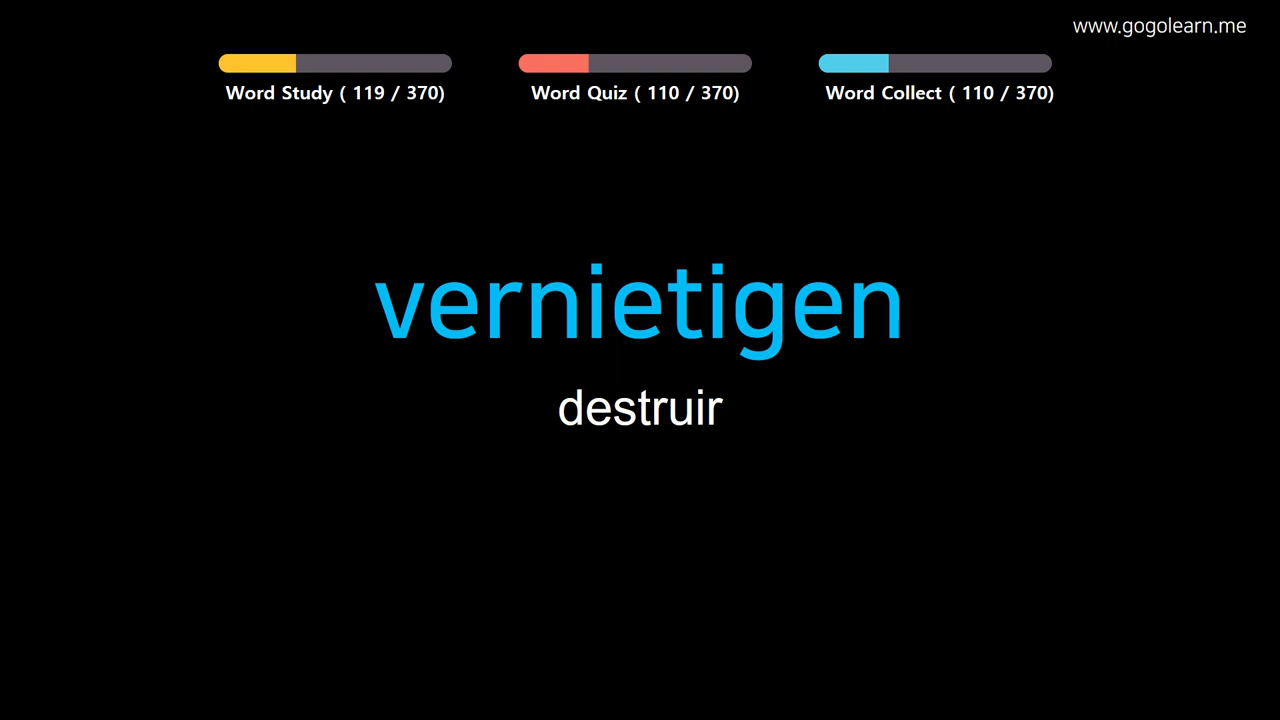 www.gogolearn.me
Word Study ( 119 / 370)
Word Quiz ( 110 / 370)
Word Collect ( 110 / 370)
vernietigen
destruir